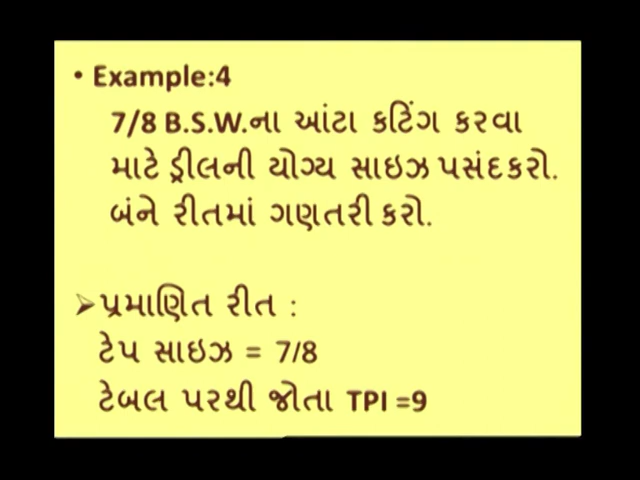 • Example:4
7/8 B.S.W.ના આંટા કટિંગ કરવા
માટે ડ્રીલની યોગ્ય સાઇઝ પસંદકરો.
બંને રીતમાં ગણતરી કરો.
➢પ્રમાણિત રીત :
ટેપ સાઇઝ = 7/8
ટેબલ પરથી જોતા TPI =9